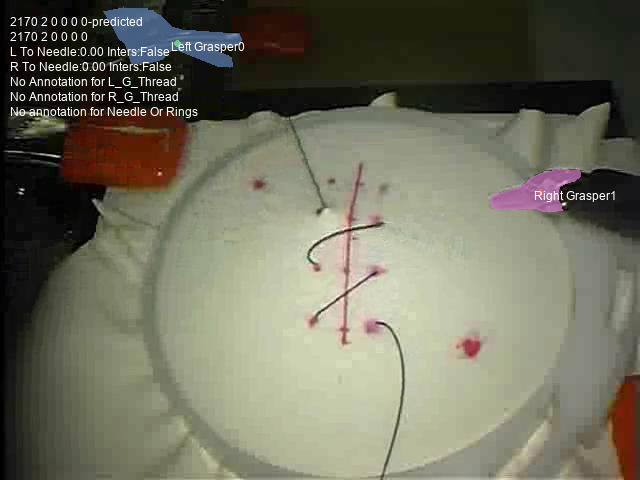 2170 2 0 0 0 0-predicted
2170 2 0 0 0 0
L To Needle:0.00 Inters:False
R To Needle:0.00 Inters:False
No Annotation for L_G_Thread
No Annotation for R_G_Thread
No annotation for Needle Or Rings
Left Grasper0
Right Grasper1